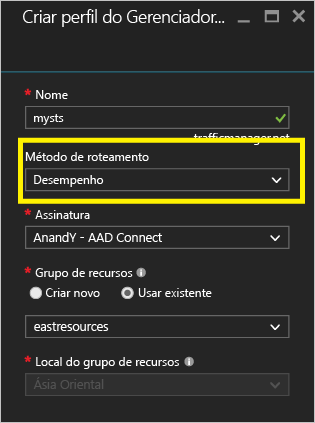 Criar perfil do Gerenciador...
* Nome
mysts
trafficmanager.net
Método de roteamento
Desempenho
* Assinatura
AnandY - AAD Connect
* Grupo de recursos
Criar novo Usar existente
eastresources
* Local do grupo de recursos
Ásia Oriental